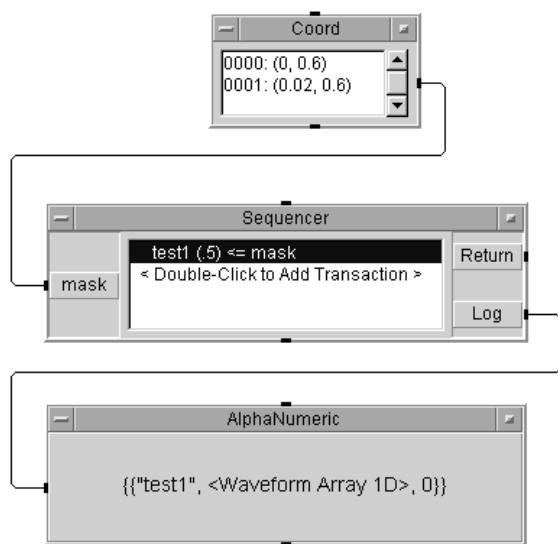 Coord
0000: (0, 0.6)
0001: (0.02, 0.6)
Sequencer
test1 (.5) <= mask
Return
< Double-Click to Add Transaction >
mask
Log
AlphaNumeric
{{"test1", <Waveform Array 1D>, 0}}